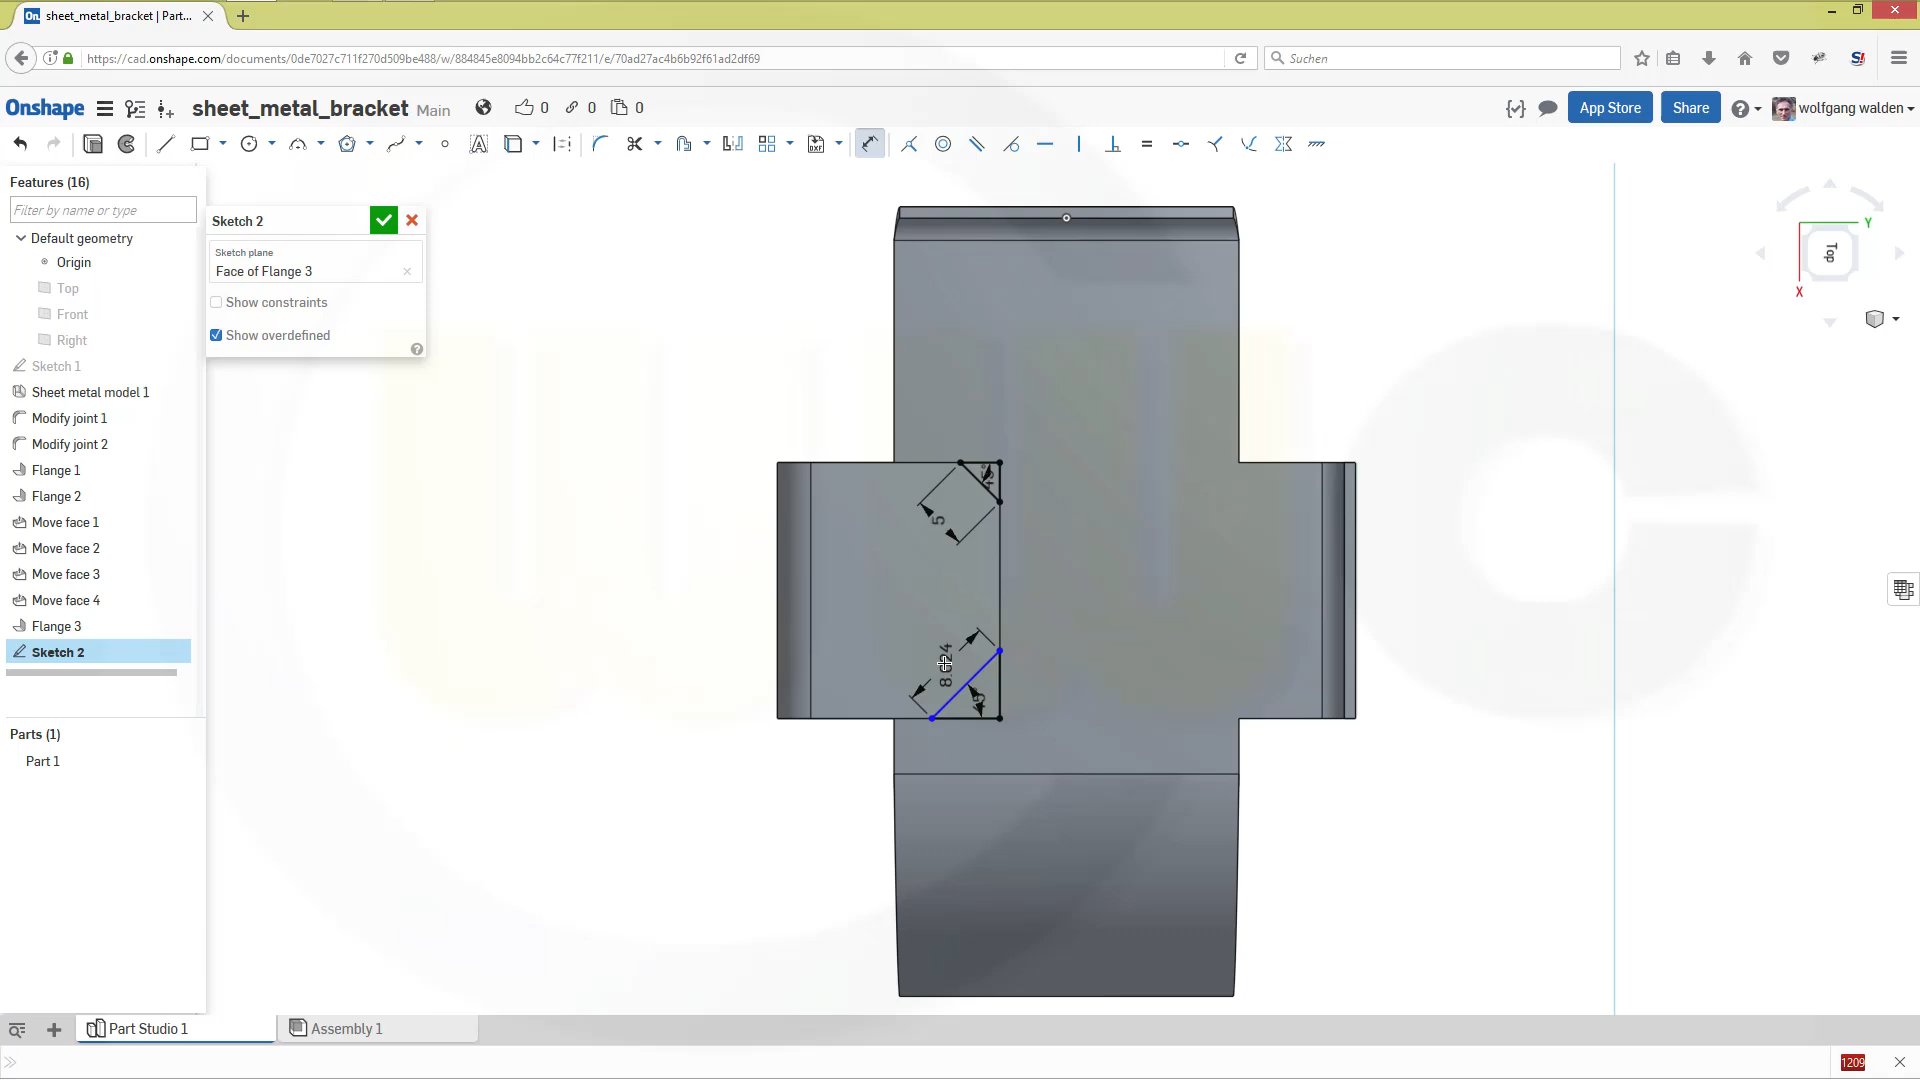 On sheet_metal_bracket | Part...
https://cad.onshape.com/documents/0de7027c711f270d509be488/w/884845e8094bb2c64c77f211/e/70ad27ac4b6b92f61ad2df69
Suchen
Onshape sheet_metal_bracket Main 0 0 0 App Store Share wolfgang walden
Features (16)
Filter by name or type
Default geometry
Origin
Top
Front
Right
Sketch 1
Sheet metal model 1
Modify joint 1
Modify joint 2
Flange 1
Flange 2
Move face 1
Move face 2
Move face 3
Move face 4
Flange 3
Sketch 2
Parts (1)
Part 1
Sketch 2
Sketch plane
Face of Flange 3
Show constraints
Show overdefined
45°
5
Top
Y
X
Part Studio 1
Assembly 1
1209